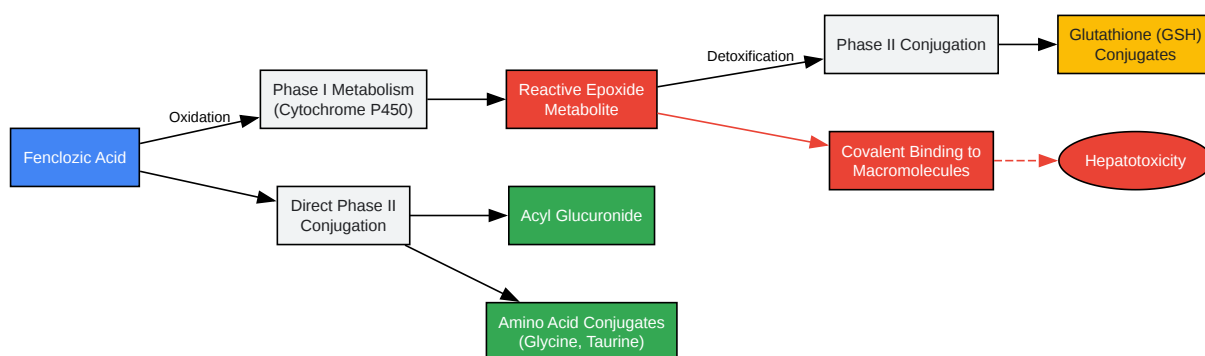 Fenclozic Acid
Oxidation
Phase I Metabolism
(Cytochrome P450)
Reactive Epoxide
Metabolite
Detoxification
Phase II Conjugation
Glutathione (GSH)
Conjugates
Covalent Binding to
Macromolecules
Hepatotoxicity
Direct Phase II
Conjugation
Acyl Glucuronide
Amino Acid Conjugates
(Glycine, Taurine)